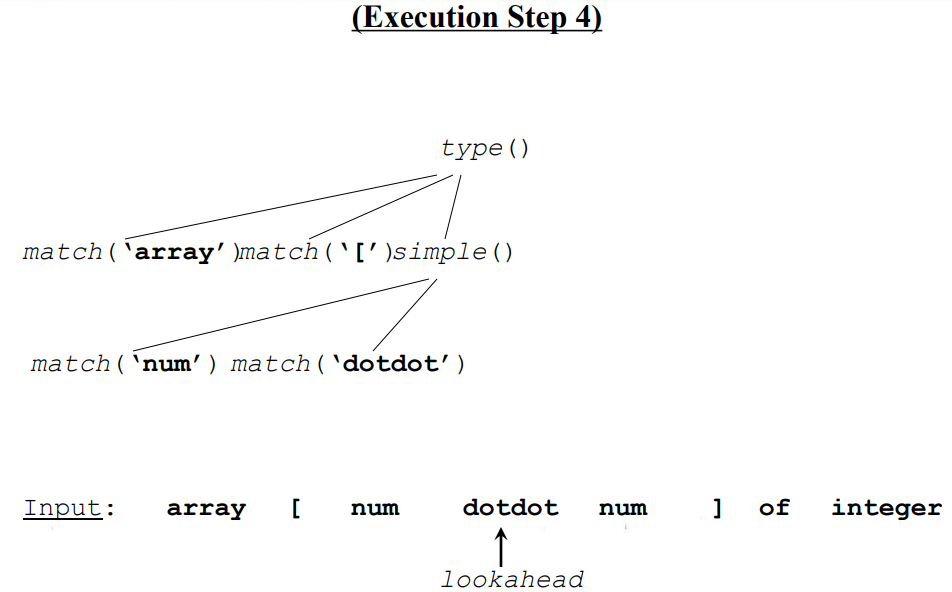 (Execution Step 4)
type()
match(‘array’)match(‘[’)simple()
match(‘num’) match(‘dotdot’)
Input: array [ num dotdot num ] of integer
lookahead